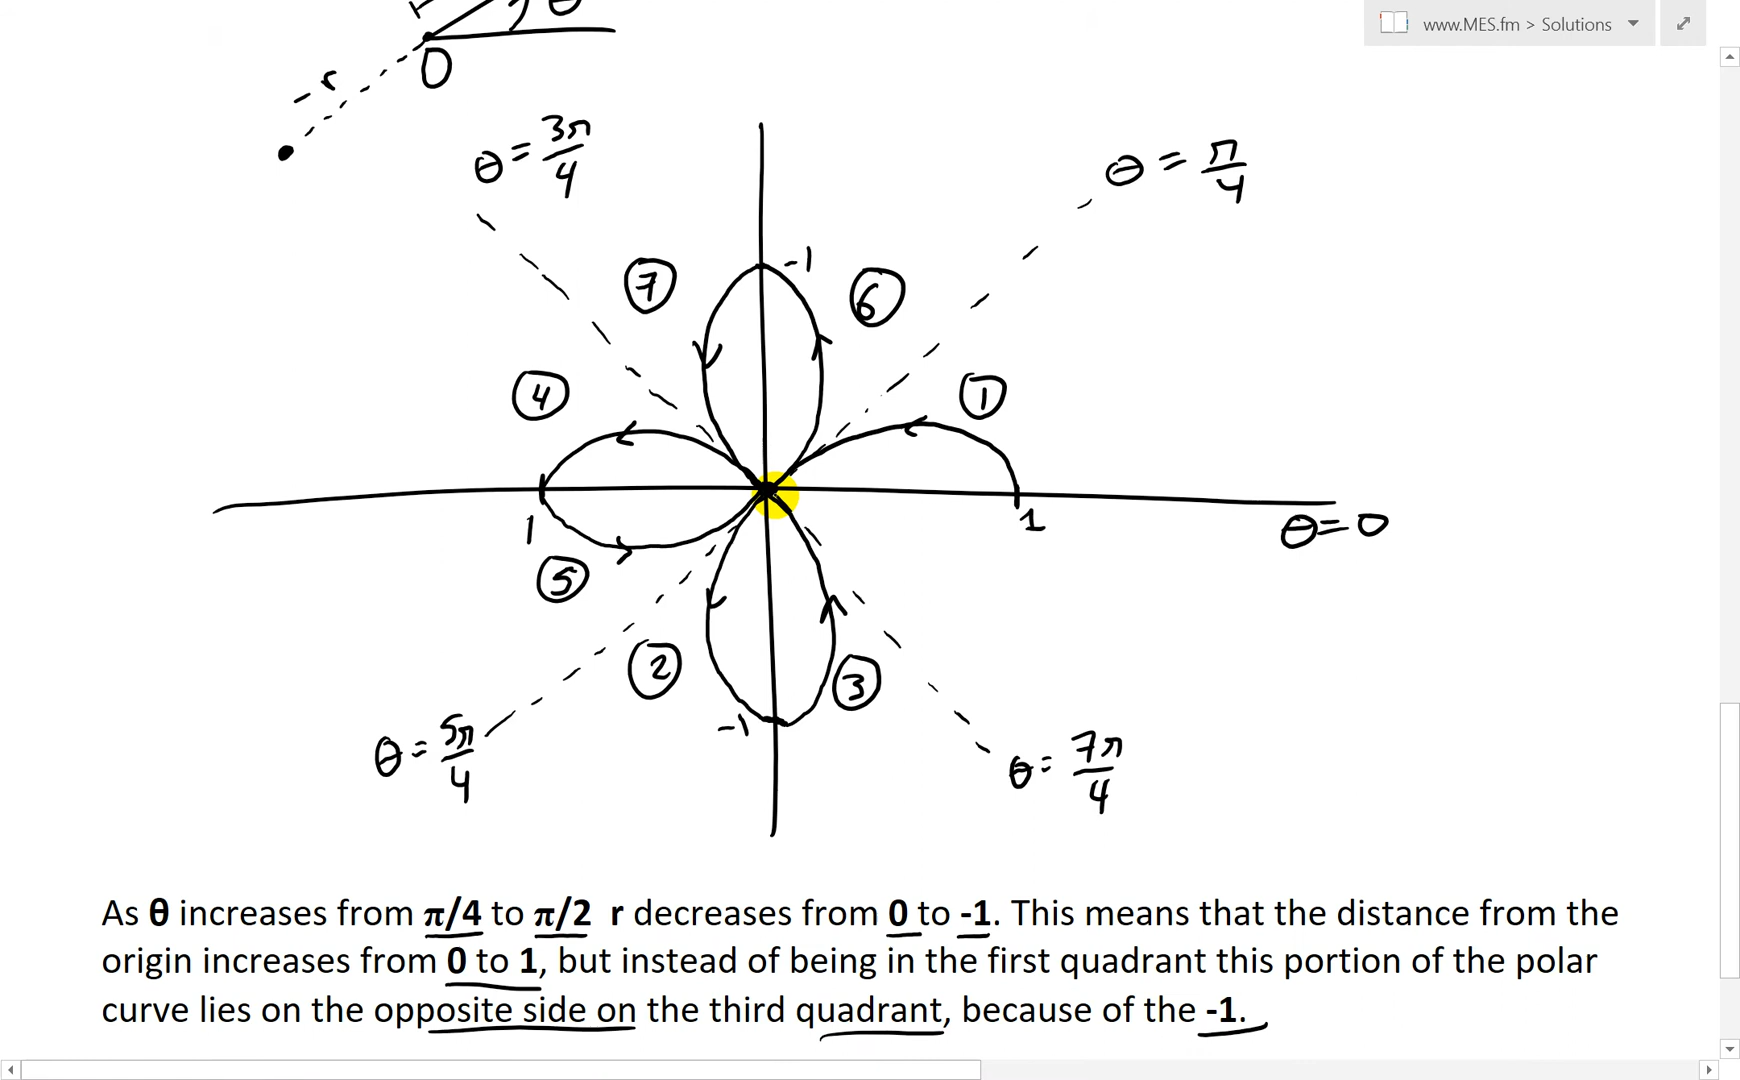 www.MES.fm > Solutions
θ
O
-r
θ = 3π/4
θ = π/4
-1
7
6
4
1
1
1
θ=0
5
2
3
-1
θ = 5π/4
θ = 7π/4
As θ increases from π/4 to π/2 r decreases from 0 to -1. This means that the distance from the
origin increases from 0 to 1, but instead of being in the first quadrant this portion of the polar
curve lies on the opposite side on the third quadrant, because of the -1.